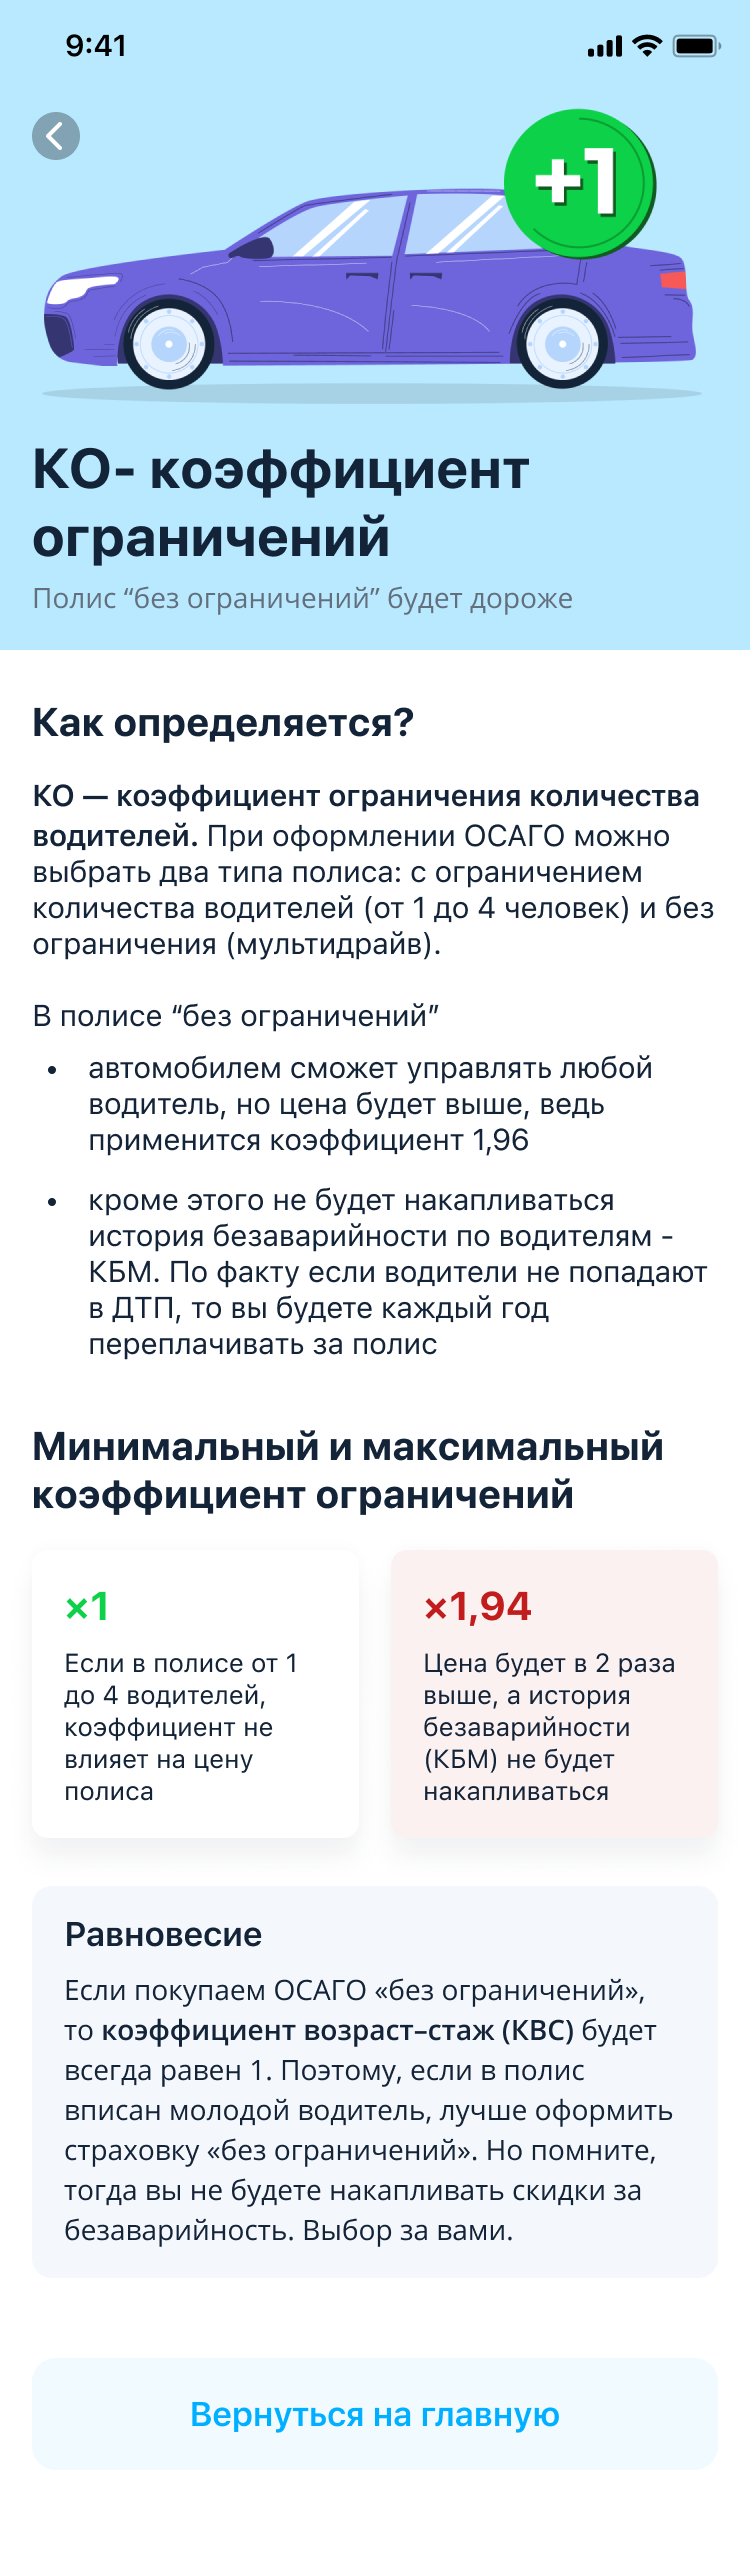 9:41
+1
КО- коэффициент
ограничений
Полис “без ограничений” будет дороже
Как определяется?
КО — коэффициент ограничения количества
водителей. При оформлении ОСАГО можно
выбрать два типа полиса: с ограничением
количества водителей (от 1 до 4 человек) и без
ограничения (мультидрайв).
В полисе “без ограничений”
• автомобилем сможет управлять любой
водитель, но цена будет выше, ведь
применится коэффициент 1,96
• кроме этого не будет накапливаться
история безаварийности по водителям -
КБМ. По факту если водители не попадают
в ДТП, то вы будете каждый год
переплачивать за полис
Минимальный и максимальный
коэффициент ограничений
×1
Если в полисе от 1
до 4 водителей,
коэффициент не
влияет на цену
полиса
×1,94
Цена будет в 2 раза
выше, а история
безаварийности
(КБМ) не будет
накапливаться
Равновесие
Если покупаем ОСАГО «без ограничений»,
то коэффициент возраст–стаж (КВС) будет
всегда равен 1. Поэтому, если в полис
вписан молодой водитель, лучше оформить
страховку «без ограничений». Но помните,
тогда вы не будете накапливать скидки за
безаварийность. Выбор за вами.
Вернуться на главную